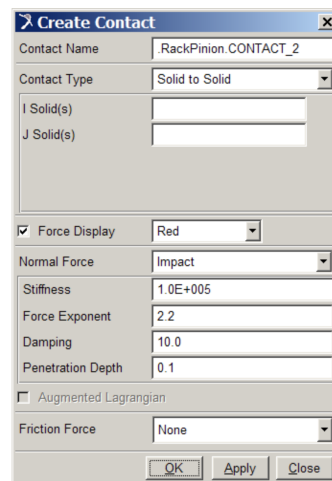 Create Contact
Contact Name .RackPinion.CONTACT_2
Contact Type Solid to Solid
I Solid(s)
J Solid(s)
Force Display Red
Normal Force Impact
Stiffness 1.0E+005
Force Exponent 2.2
Damping 10.0
Penetration Depth 0.1
Augmented Lagrangian
Friction Force None
OK Apply Close